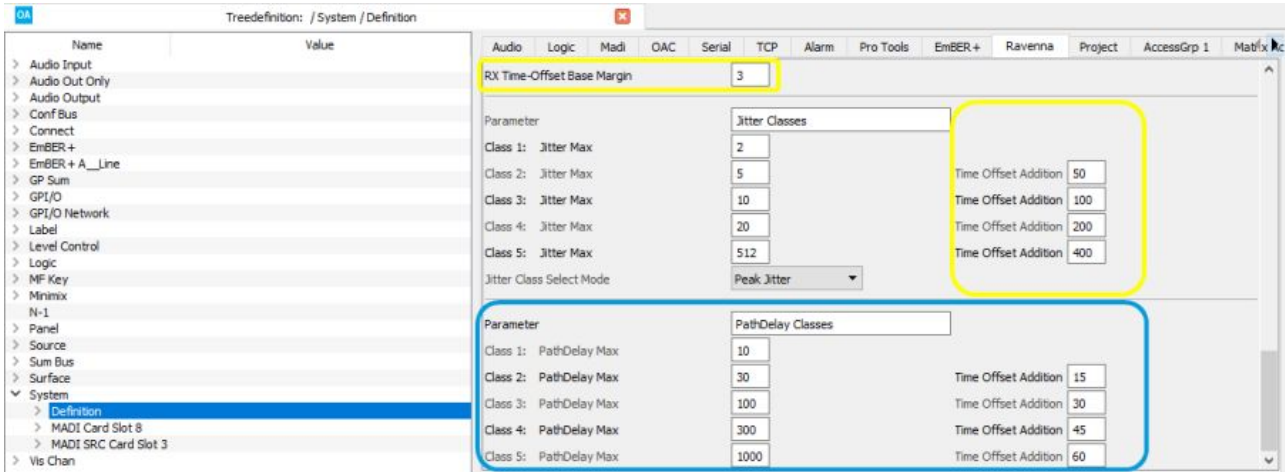 OA Treedefinition: / System / Definition
Name Value
Audio Input
Audio Out Only
Audio Output
Conf Bus
Connect
EmBER+
EmBER+ A__Line
GP Sum
GPI/O
GPI/O Network
Label
Level Control
Logic
MF Key
Minimix
N-1
Panel
Source
Sum Bus
Surface
System
Definition
MADI Card Slot 8
MADI SRC Card Slot 3
Vis Chan
Audio Logic Madi OAC Serial TCP Alarm Pro Tools EmBER+ Ravenna Project AccessGrp 1
RX Time-Offset Base Margin 3
Parameter Jitter Classes
Class 1: Jitter Max 2
Class 2: Jitter Max 5 Time Offset Addition 50
Class 3: Jitter Max 10 Time Offset Addition 100
Class 4: Jitter Max 20 Time Offset Addition 200
Class 5: Jitter Max 512 Time Offset Addition 400
Jitter Class Select Mode Peak Jitter
Parameter PathDelay Classes
Class 1: PathDelay Max 10
Class 2: PathDelay Max 30 Time Offset Addition 15
Class 3: PathDelay Max 100 Time Offset Addition 30
Class 4: PathDelay Max 300 Time Offset Addition 45
Class 5: PathDelay Max 1000 Time Offset Addition 60